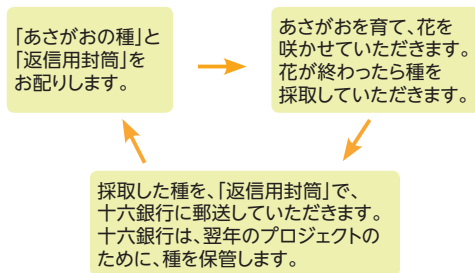 「あさがおの種」と
「返信用封筒」を
お配りします。
あさがおを育て、花を
咲かせていただきます。
花が終わったら種を
採取していただきます。
採取した種を、「返信用封筒」で、
十六銀行に郵送していただきます。
十六銀行は、翌年のプロジェクトの
ために、種を保管します。